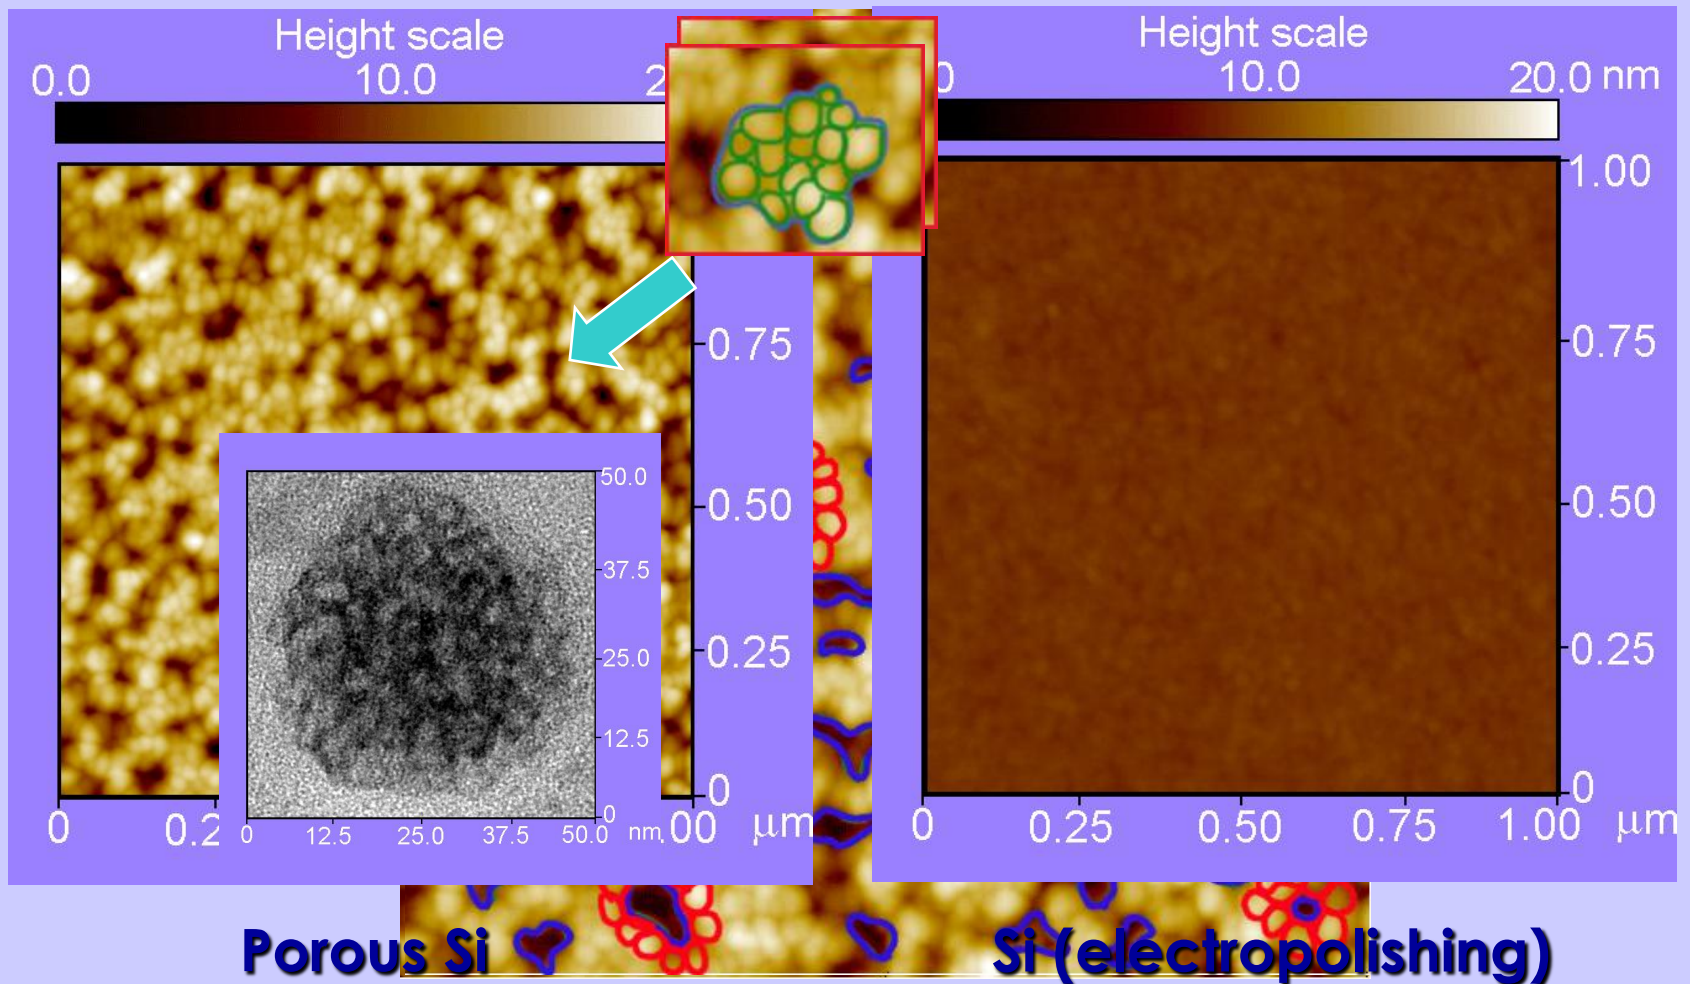 Height scale
0.0 10.0 2
0.75
0.50
0.25
0
0 0.2 .00 μm
50.0
37.5
25.0
12.5
0
0 12.5 25.0 37.5 50.0 nm
Height scale
0 10.0 20.0 nm
1.00
0.75
0.50
0.25
0
0 0.25 0.50 0.75 1.00 μm
Porous Si
Si (electropolishing)